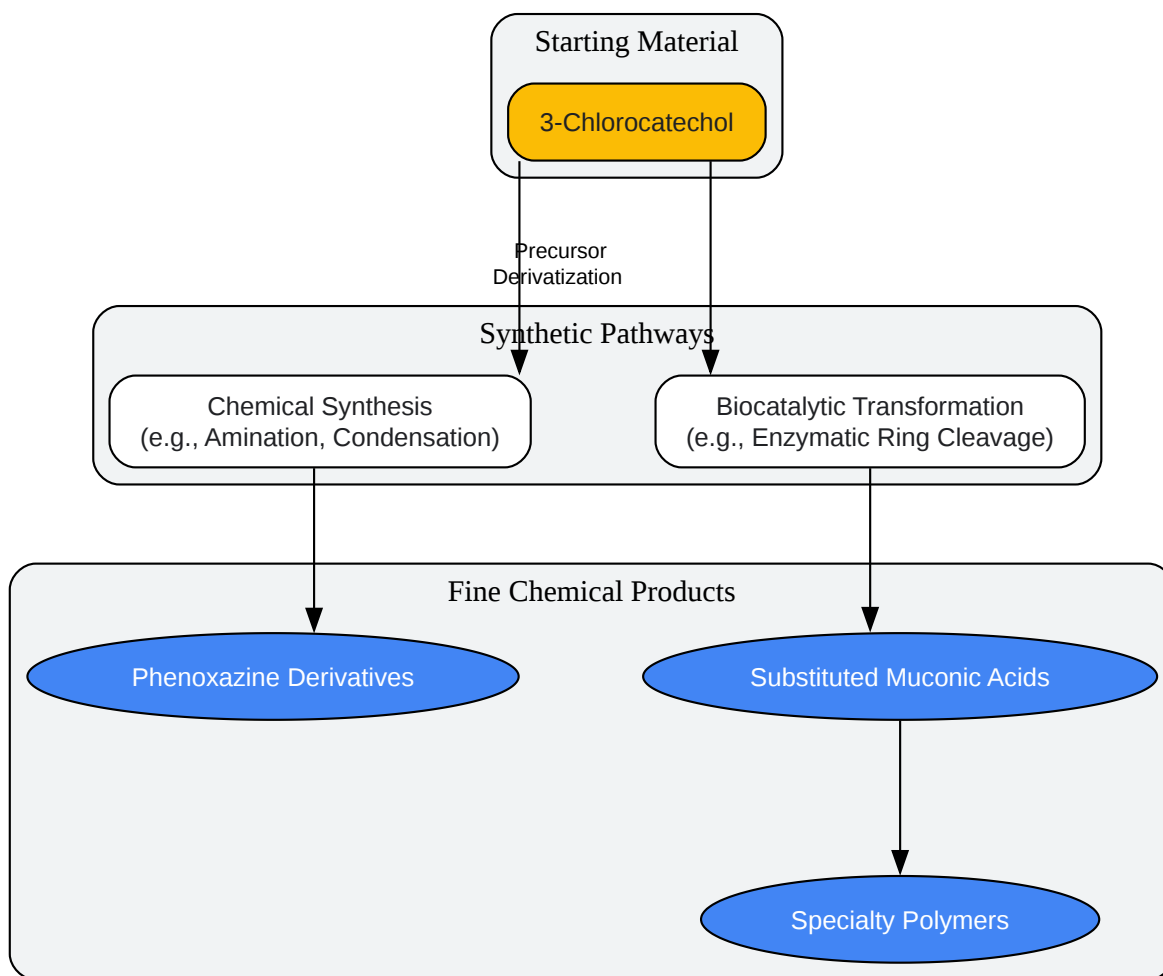 Starting Material
3-Chlorocatechol
Precursor
Derivatization
Synthetic Pathways
Chemical Synthesis
(e.g., Amination, Condensation)
Biocatalytic Transformation
(e.g., Enzymatic Ring Cleavage)
Fine Chemical Products
Phenoxazine Derivatives
Substituted Muconic Acids
Specialty Polymers